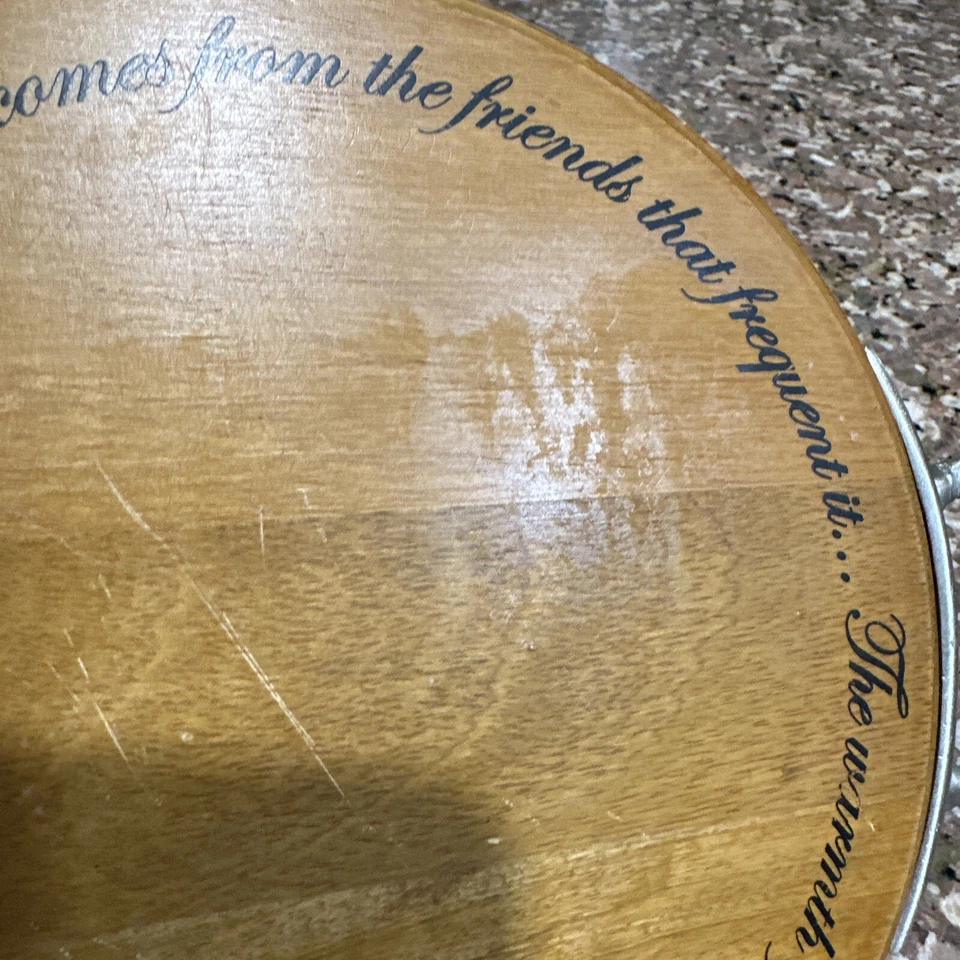 comes from the friends that frequent it... The warmth